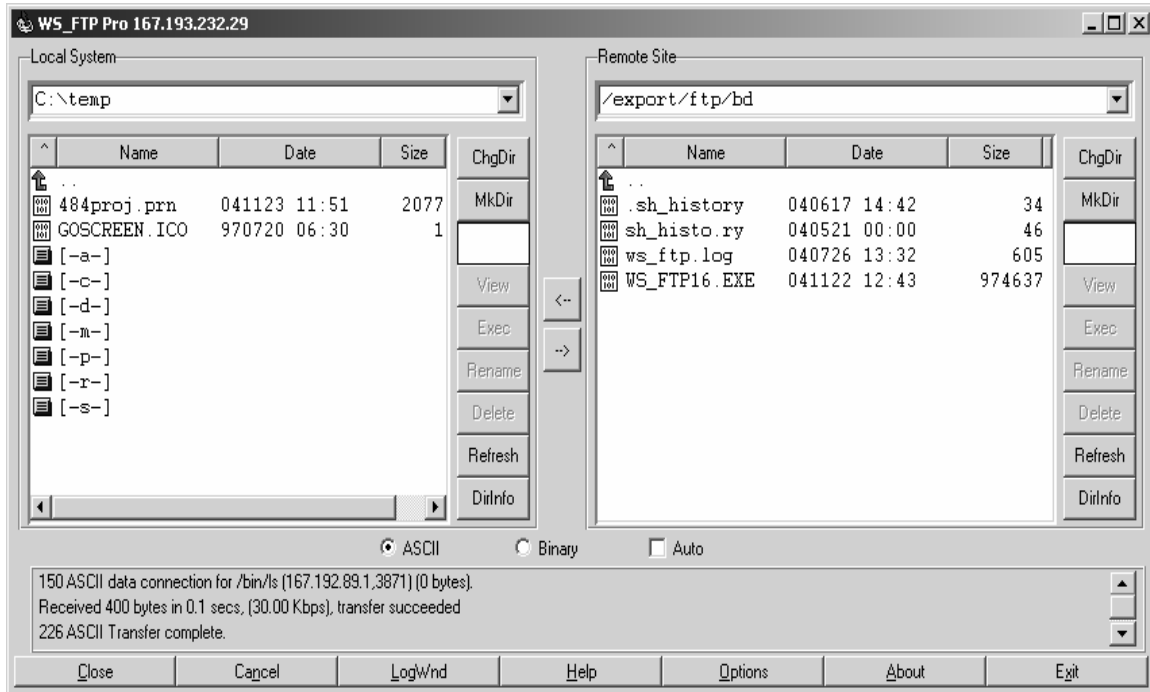 WS_FTP Pro 167.193.232.29
Local System
C:\temp
^ Name Date Size
..
484proj.prn 041123 11:51 2077
GOSCREEN.ICO 970720 06:30 1
[-a-]
[-c-]
[-d-]
[-m-]
[-p-]
[-r-]
[-s-]
ChgDir
MkDir
View
Exec
Rename
Delete
Refresh
DirInfo
<--
-->
Remote Site
/export/ftp/bd
^ Name Date Size
..
.sh_history 040617 14:42 34
sh_histo.ry 040521 00:00 46
ws_ftp.log 040726 13:32 605
WS_FTP16.EXE 041122 12:43 974637
ChgDir
MkDir
View
Exec
Rename
Delete
Refresh
DirInfo
ASCII Binary Auto
150 ASCII data connection for /bin/ls (167.192.89.1,3871) (0 bytes).
Received 400 bytes in 0.1 secs, (30.00 Kbps), transfer succeeded
226 ASCII Transfer complete.
Close Cancel LogWnd Help Options About Exit